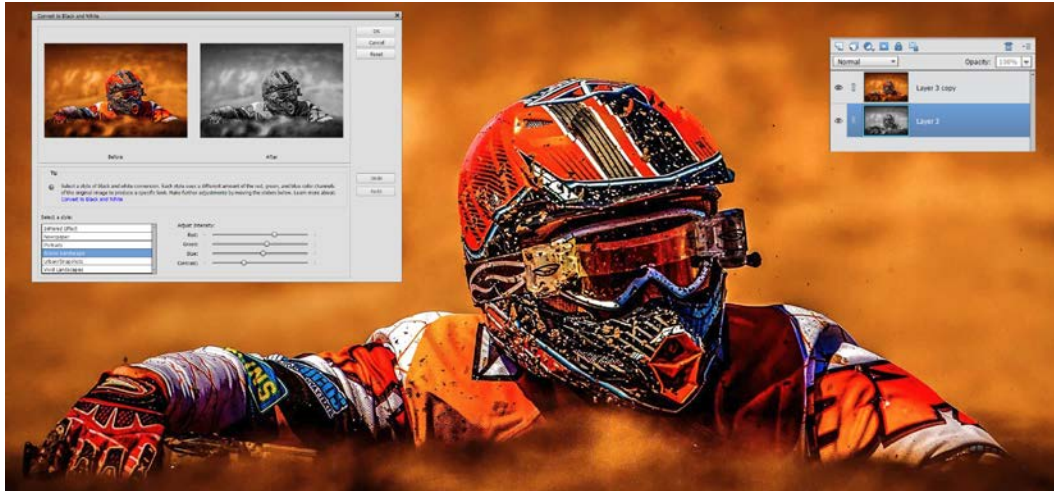 Convert to Black and White
OK
Cancel
Reset
Before
After
Tip
Select a style of black and white conversion. Each style uses a different amount of the red, green, and blue color channels
of the original image to produce a specific look. Make further adjustments by moving the sliders below. Learn more about:
Convert to Black and White
Undo
Redo
Select a style:
Infrared Effect
Newspaper
Portraits
Scenic Landscape
Urban/Snapshots
Vivid Landscapes
Adjust Intensity:
Red:
Green:
Blue:
Contrast:
Normal
Opacity:
100%
Layer 3 copy
Layer 3